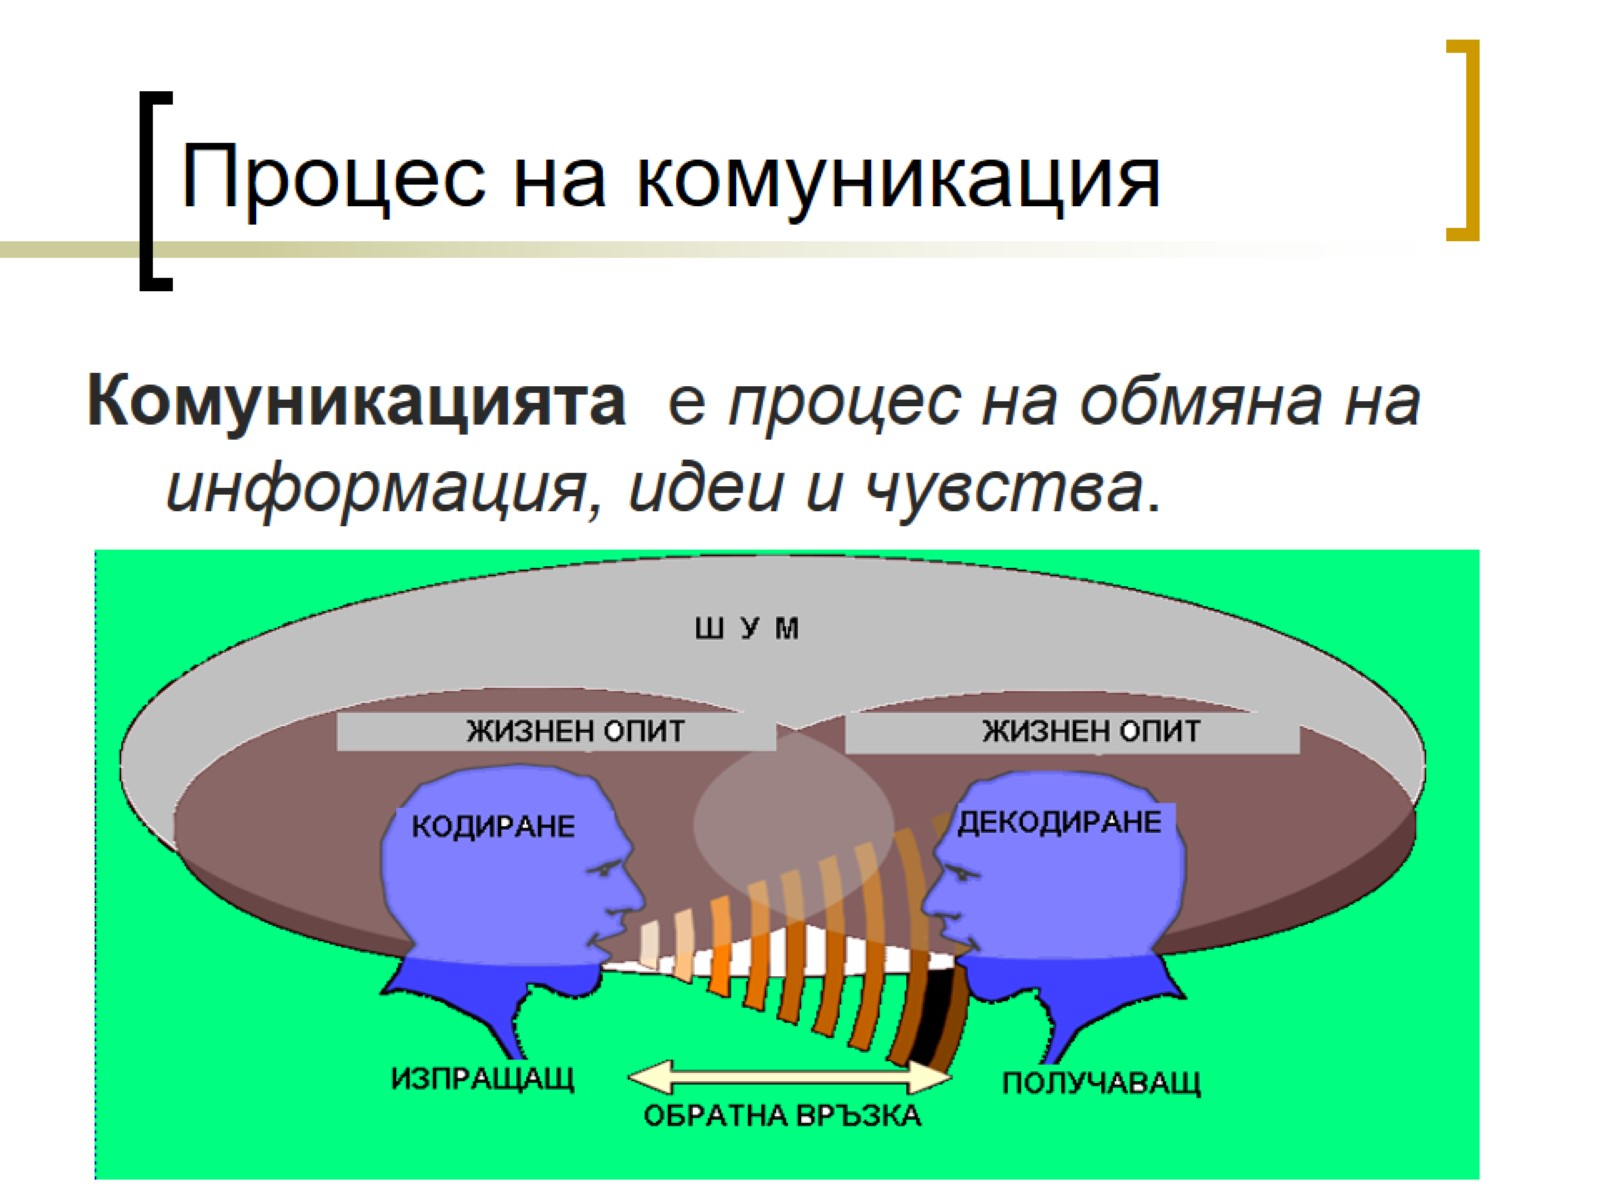 Процес на комуникация
Комуникацията е процес на обмяна на
информация, идеи и чувства.
Ш У М
ЖИЗНЕН ОПИТ
ЖИЗНЕН ОПИТ
КОДИРАНЕ
ДЕКОДИРАНЕ
ИЗПРАЩАЩ
ПОЛУЧАВАЩ
ОБРАТНА ВРЪЗКА